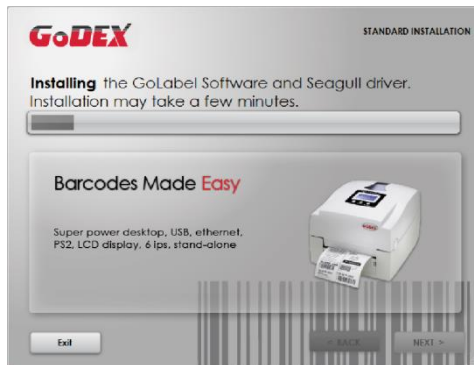 GoDEX
STANDARD INSTALLATION
Installing the GoLabel Software and Seagull driver.
Installation may take a few minutes.
Barcodes Made Easy
Super power desktop, USB, ethernet,
PS2, LCD display, 6 ips, stand-alone
Exit
< BACK
NEXT >